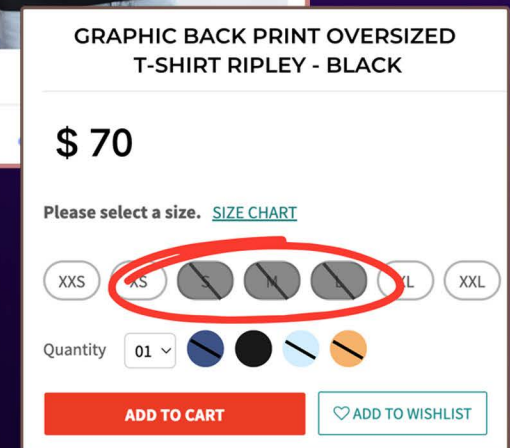 GRAPHIC BACK PRINT OVERSIZED
T-SHIRT RIPLEY - BLACK
$ 70
Please select a size. SIZE CHART
XXS XS S M L XL XXL
Quantity 01
ADD TO CART ADD TO WISHLIST